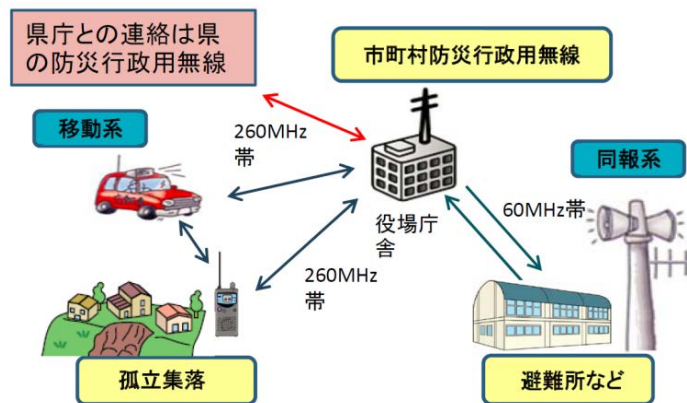 県庁との連絡は県
の防災行政用無線
市町村防災行政用無線
移動系
260MHz
帯
同報系
役場庁
舎
60MHz帯
260MHz
帯
孤立集落
避難所など